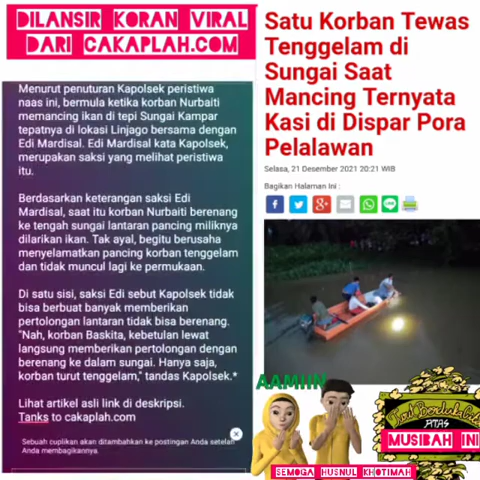 DILANSIR KORAN VIRAL
DARI CAKAPLAH.COM
Menurut penuturan Kapolsek peristiwa
naas ini, bermula ketika korban Nurbaiti
memancing ikan di tepi Sungai Kampar
tepatnya di lokasi Linjago bersama dengan
Edi Mardisal. Edi Mardisal kata Kapolsek,
merupakan saksi yang melihat peristiwa
itu.
Berdasarkan keterangan saksi Edi
Mardisal, saat itu korban Nurbaiti berenang
ke tengah sungai lantaran pancing miliknya
dilarikan ikan. Tak ayal, begitu berusaha
menyelamatkan pancing korban tenggelam
dan tidak muncul lagi ke permukaan.
Di satu sisi, saksi Edi sebut Kapolsek tidak
bisa berbuat banyak memberikan
pertolongan lantaran tidak bisa berenang.
"Nah, korban Baskita, kebetulan lewat
langsung memberikan pertolongan dengan
berenang ke dalam sungai. Hanya saja,
korban turut tenggelam," tandas Kapolsek.*
Lihat artikel asli link di deskripsi.
Tanks to cakaplah.com
Sebuah cuplikan akan ditambahkan ke postingan Anda setelah
Anda membagikannya.
Satu Korban Tewas
Tenggelam di
Sungai Saat
Mancing Ternyata
Kasi di Dispar Pora
Pelalawan
Selasa, 21 Desember 2021 20:21 WIB
Bagikan Halaman Ini :
AAMIIN
Turut Berduka Cita
ATAS
MUSIBAH INI
SEMOGA HUSNUL KHOTIMAH